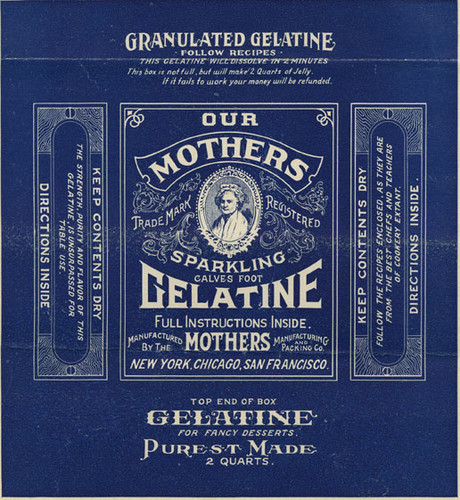 GRANULATED GELATINE
FOLLOW RECIPES
THIS GELATINE WILL DISSOLVE IN 2 MINUTES
This box is not full, but will make 2 Quarts of Jelly.
If it fails to work your money will be refunded.
KEEP CONTENTS DRY
THE STRENGTH, PURITY AND FLAVOR OF THIS
GELATINE IS UNSURPASSED FOR
TABLE USE.
DIRECTIONS INSIDE
OUR
MOTHERS
TRADE MARK REGISTERED
SPARKLING
CALVES FOOT
GELATINE
FULL INSTRUCTIONS INSIDE.
MANUFACTURED BY THE MOTHERS MANUFACTURING AND PACKING CO.
NEW YORK, CHICAGO, SAN FRANCISCO.
KEEP CONTENTS DRY
FOLLOW THE RECIPES ENCLOSED, AS THEY ARE
FROM THE BEST CHEFS AND TEACHERS
OF COOKERY EXTANT.
DIRECTIONS INSIDE.
TOP END OF BOX
GELATINE
FOR FANCY DESSERTS.
PUREST MADE
2 QUARTS.